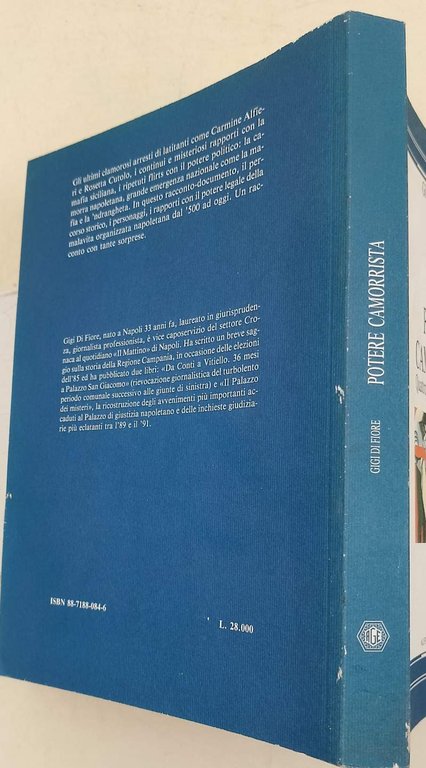 Gli ultimi clamorosi arresti di latitanti come Carmine Alfie-
ri e Rosetta Cutolo, i continui e misteriosi rapporti con la
mafia siciliana, i ripetuti flirts con il potere politico: la ca-
morra napoletana, grande emergenza nazionale come la ma-
fia e la 'ndrangheta. In questo racconto-documento, il per-
corso storico, i personaggi, i rapporti con il potere legale della
malavita organizzata napoletana dal '500 ad oggi. Un rac-
conto con tante sorprese.
Gigi Di Fiore, nato a Napoli 33 anni fa, laureato in giurispruden-
za, giornalista professionista, è vice caposervizio del settore Cro-
naca al quotidiano «Il Mattino» di Napoli. Ha scritto un breve sag-
gio sulla storia della Regione Campania, in occasione delle elezioni
dell'85 ed ha pubblicato due libri: «Da Conti a Vitiello. 36 mesi
a Palazzo San Giacomo» (rievocazione giornalistica del turbolento
periodo comunale successivo alle giunte di sinistra) e «Il Palazzo
dei misteri», la ricostruzione degli avvenimenti più importanti ac-
caduti al Palazzo di giustizia napoletano e delle inchieste giudizia-
rie più eclatanti tra l'89 e il '91.
ISBN 88-7188-084-6
L. 28.000
GIGI DI FIORE POTERE CAMORRISTA